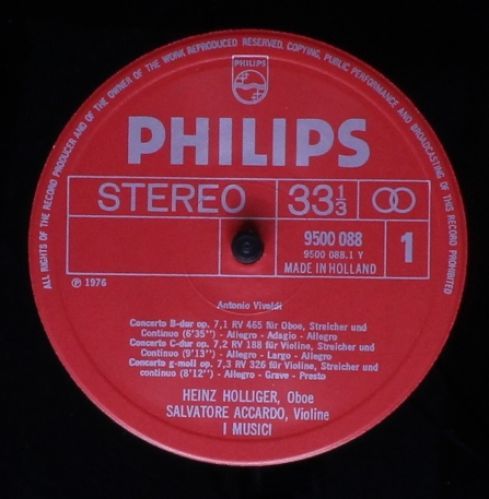 ALL RIGHTS OF THE RECORD PRODUCER AND OF THE OWNER OF THE WORK REPRODUCED RESERVED. COPYING, PUBLIC PERFORMANCE AND BROADCASTING OF THIS RECORD PROHIBITED
PHILIPS
PHILIPS
STEREO 33 1/3
9500 088
9500 088.1 Y
MADE IN HOLLAND
1
℗ 1976
Antonio Vivaldi
Concerto B-dur op. 7,1 RV 465 für Oboe, Streicher und
Continuo (6'35'') - Allegro - Adagio - Allegro
Concerto C-dur op. 7,2 RV 188 für Violine, Streicher und
Continuo (9'13'') - Allegro - Largo - Allegro
Concerto g-moll op. 7,3 RV 326 für Violine, Streicher und
continuo (8'12'') - Allegro - Grave - Presto
HEINZ HOLLIGER, Oboe
SALVATORE ACCARDO, Violine
I MUSICI